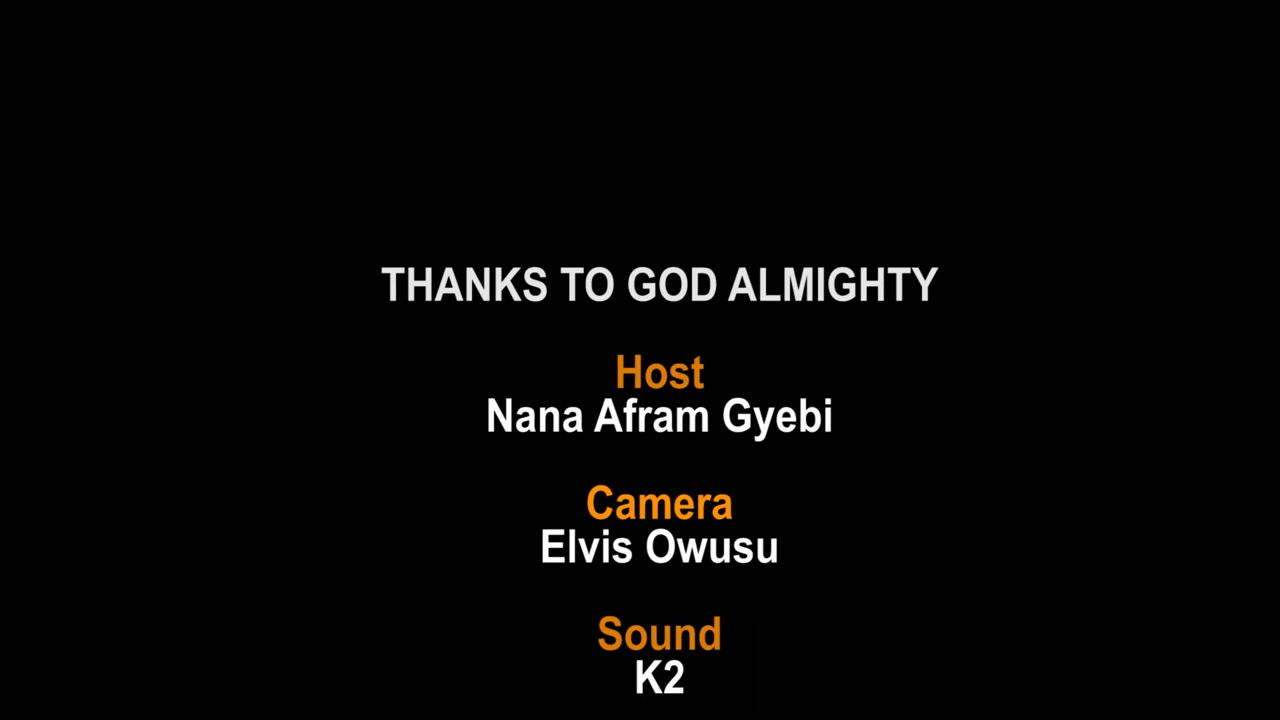 THANKS TO GOD ALMIGHTY
Host
Nana Afram Gyebi
Camera
Elvis Owusu
Sound
K2